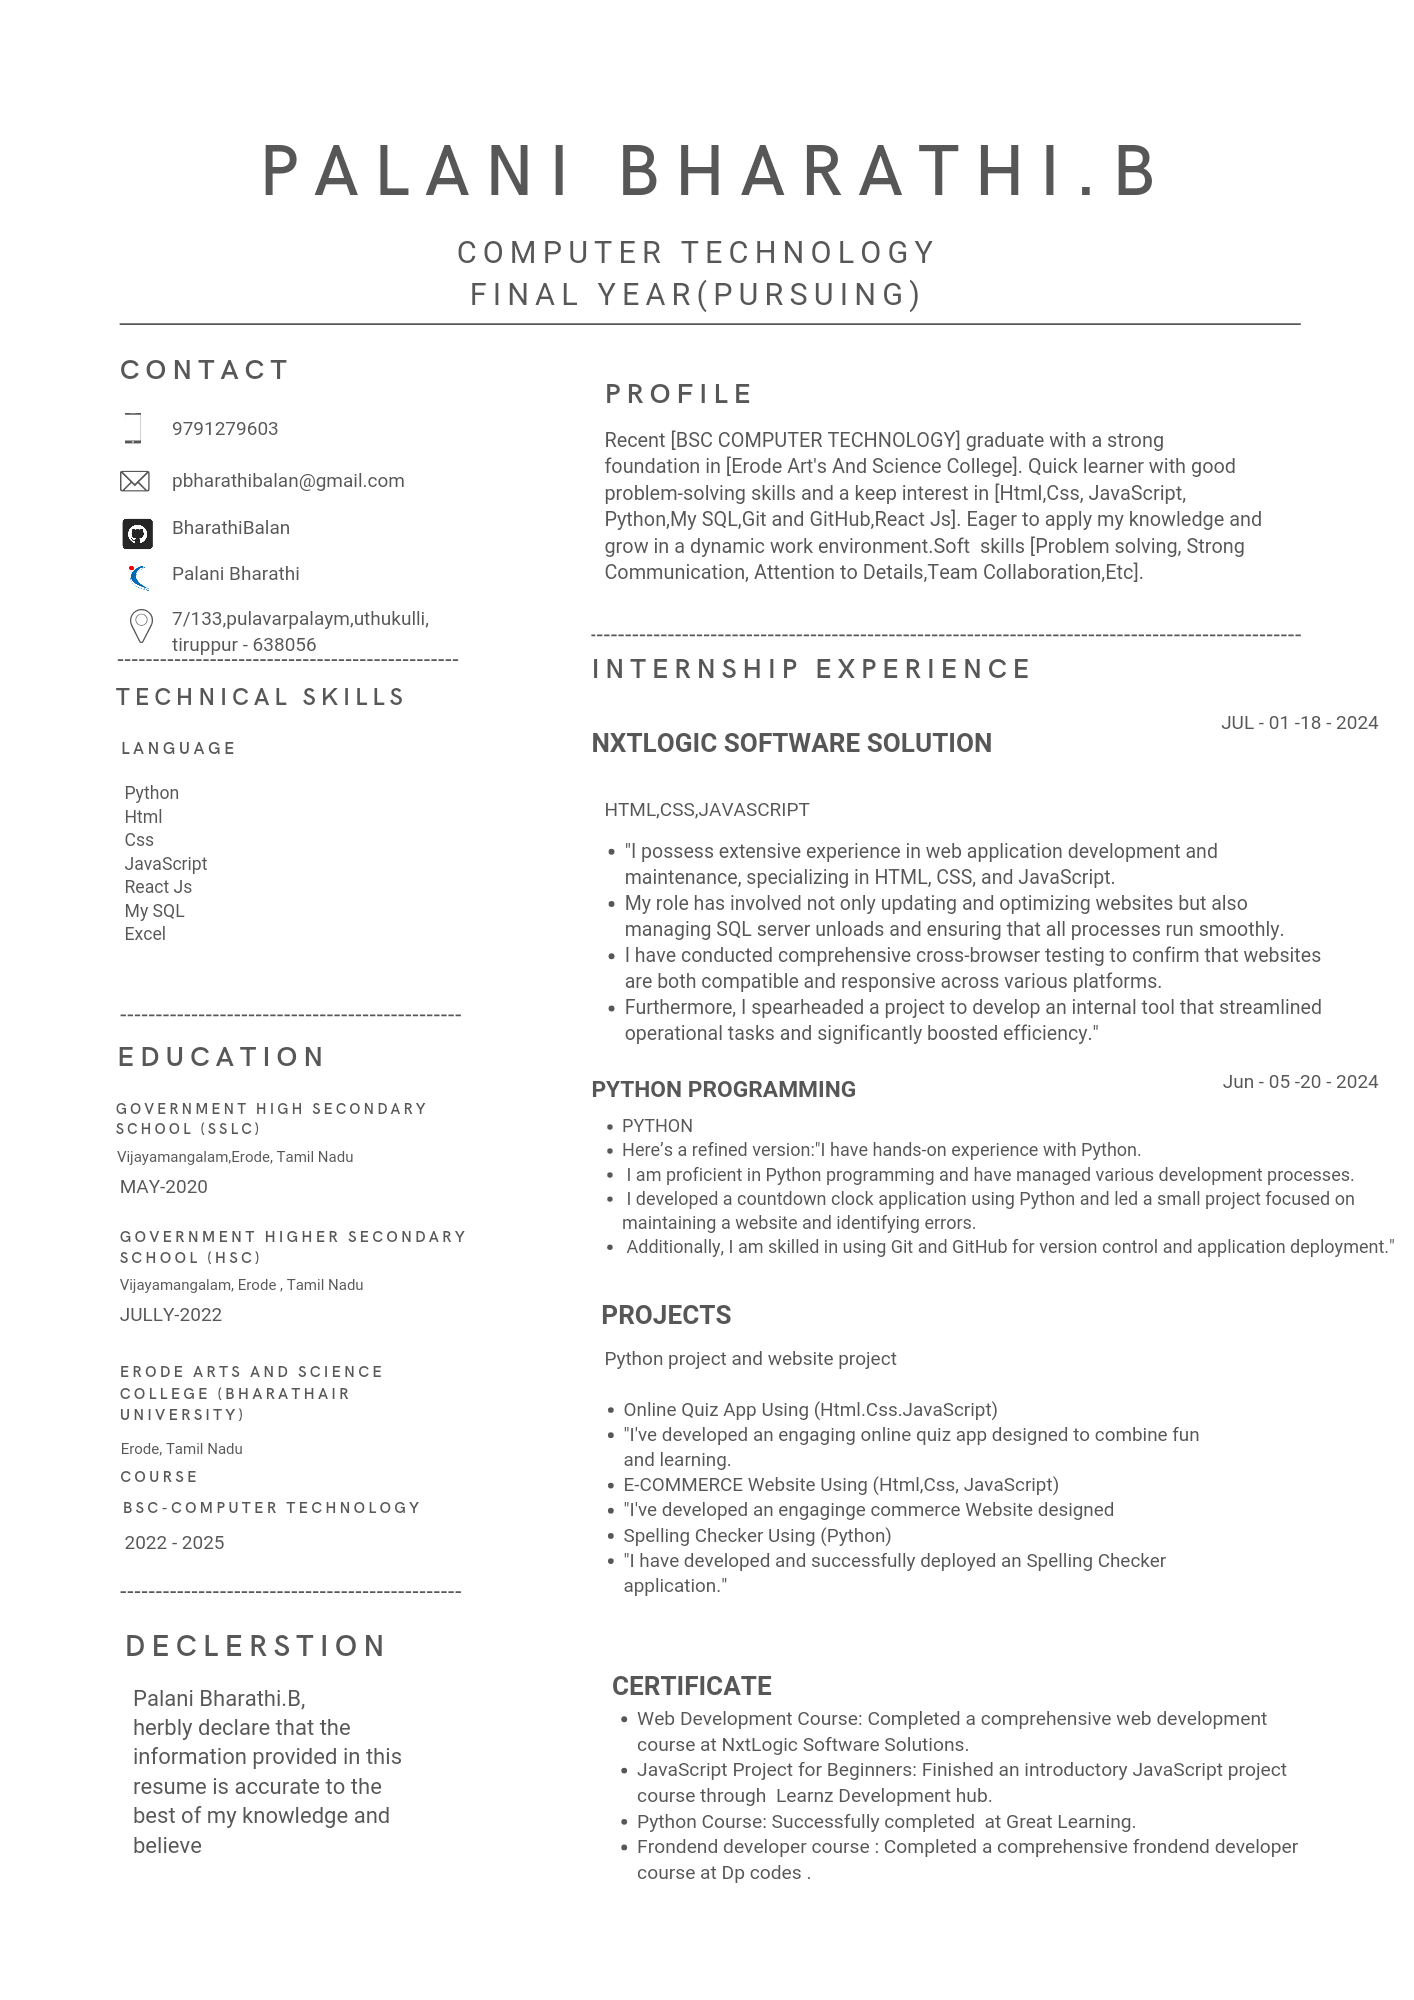 PALANI BHARATHI.B
COMPUTER TECHNOLOGY
FINAL YEAR(PURSUING)
CONTACT
9791279603
pbharathibalan@gmail.com
BharathiBalan
Palani Bharathi
7/133,pulavarpalaym,uthukulli,
tiruppur - 638056
-------------------------------------------------
TECHNICAL SKILLS
LANGUAGE
Python
Html
Css
JavaScript
React Js
My SQL
Excel
-------------------------------------------------
EDUCATION
GOVERNMENT HIGH SECONDARY
SCHOOL (SSLC)
Vijayamangalam,Erode, Tamil Nadu
MAY-2020
GOVERNMENT HIGHER SECONDARY
SCHOOL (HSC)
Vijayamangalam, Erode , Tamil Nadu
JULLY-2022
ERODE ARTS AND SCIENCE
COLLEGE (BHARATHAIR
UNIVERSITY)
Erode, Tamil Nadu
COURSE
BSC-COMPUTER TECHNOLOGY
2022 - 2025
-------------------------------------------------
DECLERSTION
Palani Bharathi.B,
herbly declare that the
information provided in this
resume is accurate to the
best of my knowledge and
believe
PROFILE
Recent [BSC COMPUTER TECHNOLOGY] graduate with a strong
foundation in [Erode Art's And Science College]. Quick learner with good
problem-solving skills and a keep interest in [Html,Css, JavaScript,
Python,My SQL,Git and GitHub,React Js]. Eager to apply my knowledge and
grow in a dynamic work environment.Soft  skills [Problem solving, Strong
Communication, Attention to Details,Team Collaboration,Etc].
------------------------------------------------------------------------------------------------------
INTERNSHIP EXPERIENCE
JUL - 01 -18 - 2024
NXTLOGIC SOFTWARE SOLUTION
HTML,CSS,JAVASCRIPT
• "I possess extensive experience in web application development and
maintenance, specializing in HTML, CSS, and JavaScript.
• My role has involved not only updating and optimizing websites but also
managing SQL server unloads and ensuring that all processes run smoothly.
• I have conducted comprehensive cross-browser testing to confirm that websites
are both compatible and responsive across various platforms.
• Furthermore, I spearheaded a project to develop an internal tool that streamlined
operational tasks and significantly boosted efficiency."
Jun - 05 -20 - 2024
PYTHON PROGRAMMING
• PYTHON
• Here’s a refined version:"I have hands-on experience with Python.
• I am proficient in Python programming and have managed various development processes.
• I developed a countdown clock application using Python and led a small project focused on
maintaining a website and identifying errors.
• Additionally, I am skilled in using Git and GitHub for version control and application deployment."
PROJECTS
Python project and website project
• Online Quiz App Using (Html.Css.JavaScript)
• "I've developed an engaging online quiz app designed to combine fun
and learning.
• E-COMMERCE Website Using (Html,Css, JavaScript)
• "I've developed an engaginge commerce Website designed
• Spelling Checker Using (Python)
• "I have developed and successfully deployed an Spelling Checker
application."
CERTIFICATE
• Web Development Course: Completed a comprehensive web development
course at NxtLogic Software Solutions.
• JavaScript Project for Beginners: Finished an introductory JavaScript project
course through  Learnz Development hub.
• Python Course: Successfully completed  at Great Learning.
• Frondend developer course : Completed a comprehensive frondend developer
course at Dp codes .